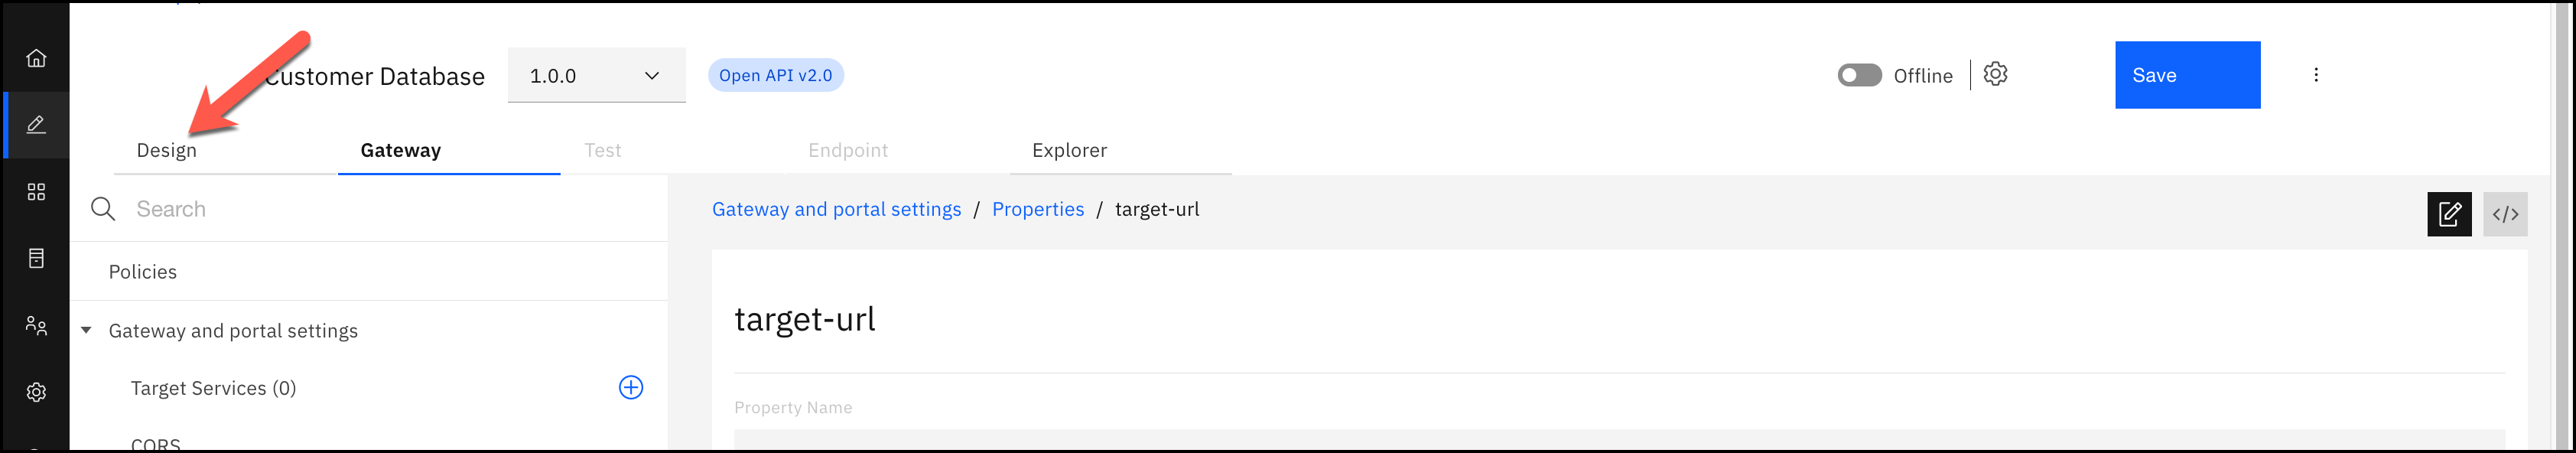 Customer Database
1.0.0
Open API v2.0
Offline
Save
Design
Gateway
Test
Endpoint
Explorer
Search
Gateway and portal settings / Properties / target-url
Policies
target-url
Gateway and portal settings
Target Services (0)
Property Name
CORS